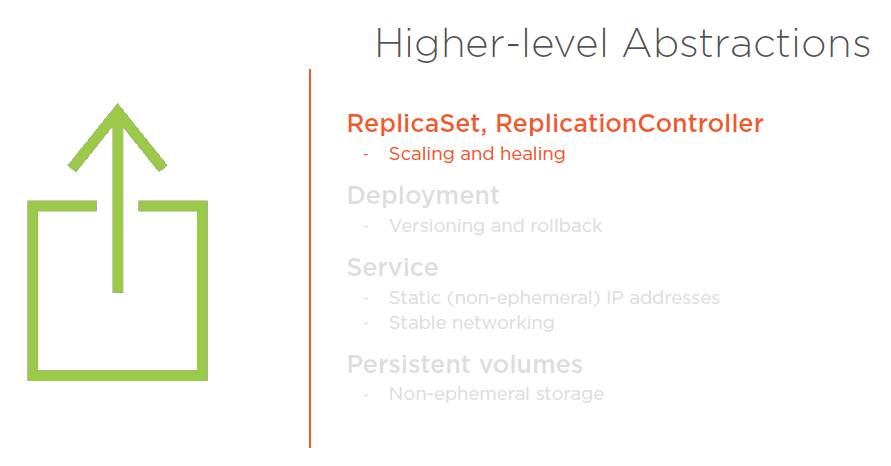 Higher-level Abstractions
ReplicaSet, ReplicationController
- Scaling and healing
Deployment
- Versioning and rollback
Service
- Static (non-ephemeral) IP addresses
- Stable networking
Persistent volumes
- Non-ephemeral storage